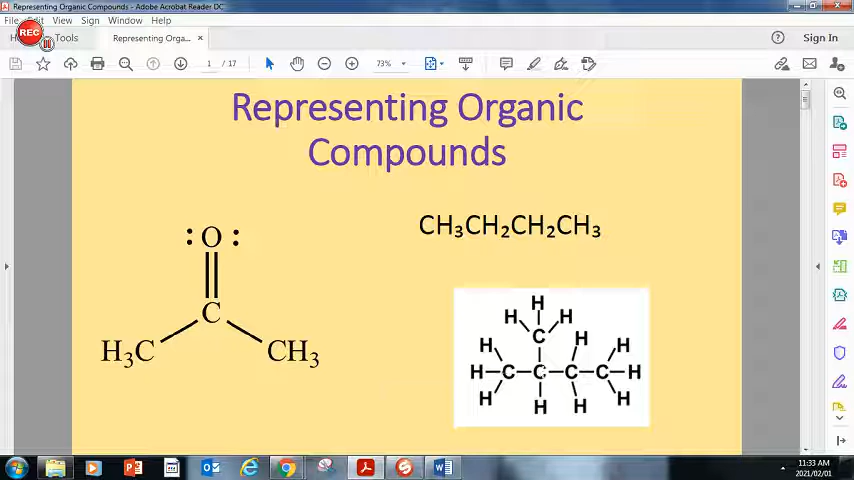 Representing Organic Compounds - Adobe Acrobat Reader DC
File Edit View Sign Window Help
REC
Tools
Representing Orga... ×
Sign In
1 / 17
73%
Representing Organic
Compounds
:O:
C
H₃C
CH₃
CH₃CH₂CH₂CH₃
H
H H
C
H H H
H C C C C H
H H H H
11:33 AM
2021/02/01